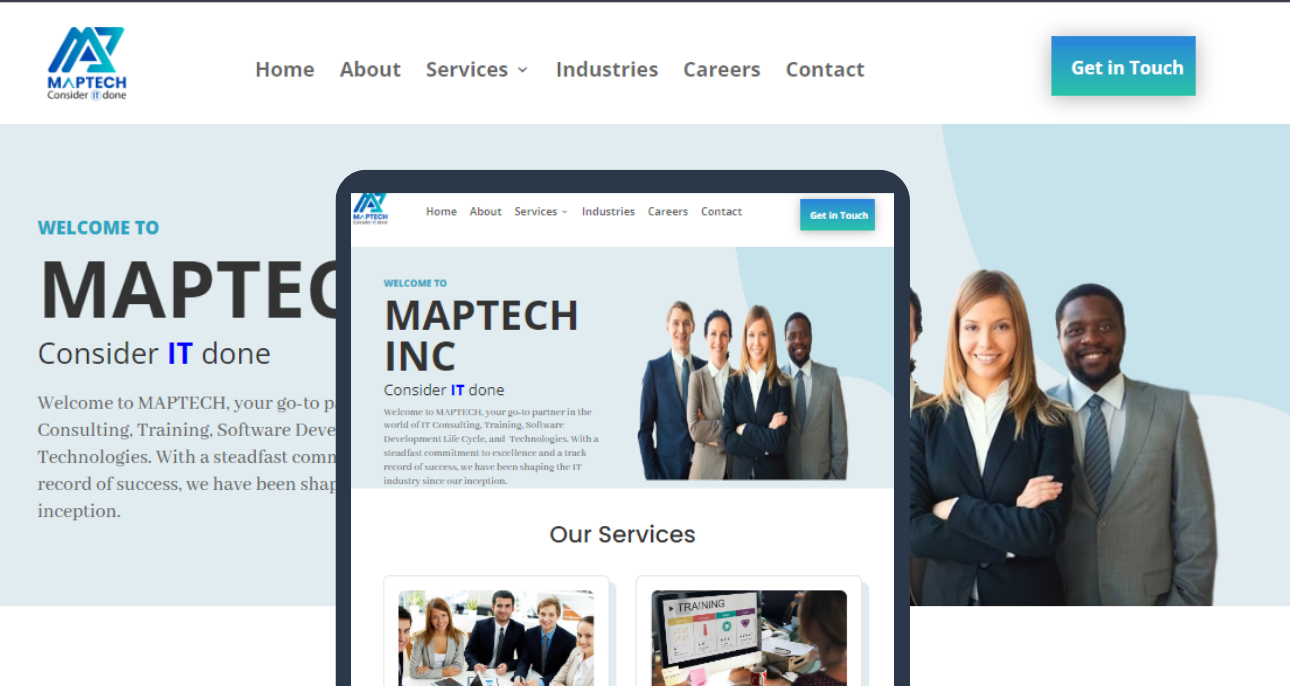 MAPTECH
Consider IT done
Home About Services Industries Careers Contact
Get in Touch
WELCOME TO
MAPTEC
Consider IT done
Welcome to MAPTECH, your go-to p
Consulting, Training, Software Deve
Technologies. With a steadfast comm
record of success, we have been shap
inception.
MAPTECH
Consider IT done
Home About Services Industries Careers Contact
Get in Touch
WELCOME TO
MAPTECH
INC
Consider IT done
Welcome to MAPTECH, your go-to partner in the
world of IT Consulting, Training, Software
Development Life Cycle, and Technologies. With a
steadfast commitment to excellence and a track
record of success, we have been shaping the IT
industry since our inception.
Our Services
TRAINING